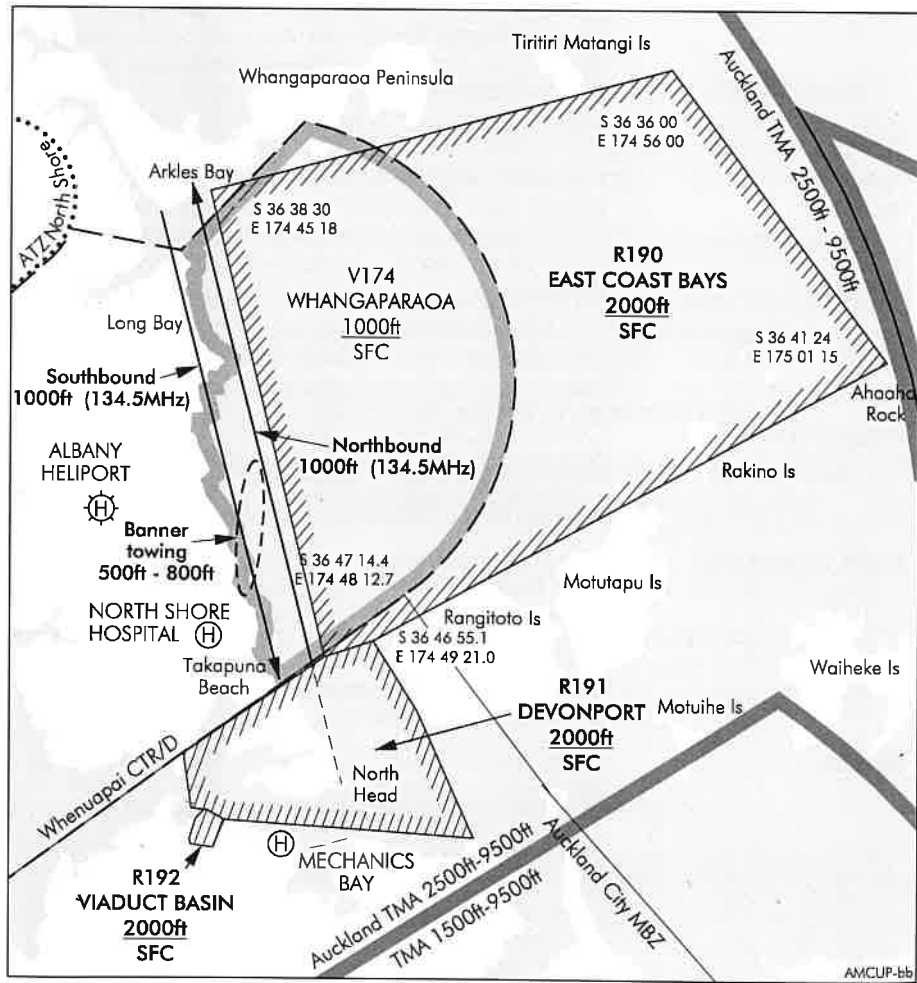 Tiritiri Matangi Is
Whangaparaoa Peninsula
Auckland TMA 2500ft - 9500ft
S 36 36 00
E 174 56 00
ATZ North Shore
Arkles Bay
S 36 38 30
E 174 45 18
R190
EAST COAST BAYS
2000ft
SFC
V174
WHANGAPARAOA
1000ft
SFC
Long Bay
S 36 41 24
E 175 01 15
Southbound
1000ft (134.5MHz)
Ahaaha
Rock
Northbound
1000ft (134.5MHz)
ALBANY
HELIPORT
H
Rakino Is
Banner
towing
500ft - 800ft
S 36 47 14.4
E 174 48 12.7
Motutapu Is
NORTH SHORE
HOSPITAL H
Rangitoto Is
S 36 46 55.1
E 174 49 21.0
Waiheke Is
Takapuna
Beach
R191
DEVONPORT
2000ft
SFC
Motuihe Is
Whenuapai CTR/D
North
Head
H MECHANICS
BAY
R192
VIADUCT BASIN
2000ft
SFC
Auckland TMA 2500ft-9500ft
TMA 1500ft-9500ft
Auckland City MBZ
AMCUP-bb